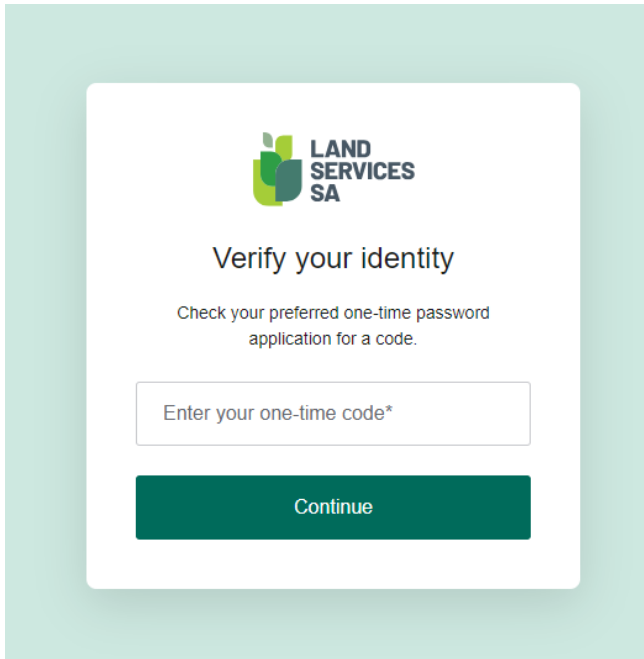 LAND
SERVICES
SA
Verify your identity
Check your preferred one-time password
application for a code.
Enter your one-time code*
Continue